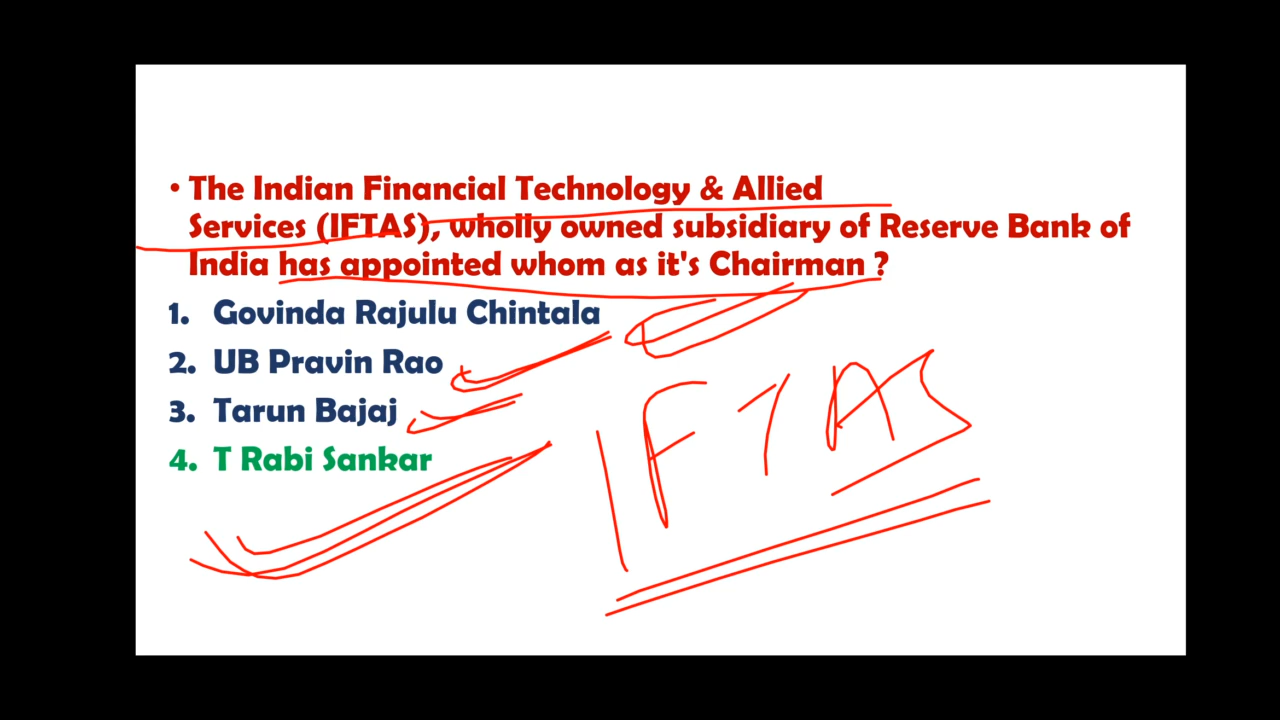 • The Indian Financial Technology & Allied
Services (IFTAS), wholly owned subsidiary of Reserve Bank of
India has appointed whom as it's Chairman ?
1. Govinda Rajulu Chintala
2. UB Pravin Rao
3. Tarun Bajaj
4. T Rabi Sankar
IFTAS